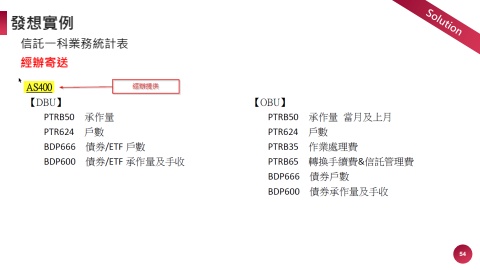 發想實例
Solution
信託一科業務統計表
經辦寄送
AS400
經辦提供
【DBU】
PTRB50 承作量
PTR624 戶數
BDP666 債券/ETF 戶數
BDP600 債券/ETF 承作量及手收
【OBU】
PTRB50 承作量 當月及上月
PTR624 戶數
PTRB35 作業處理費
PTRB65 轉換手續費&信託管理費
BDP666 債券戶數
BDP600 債券承作量及手收
54